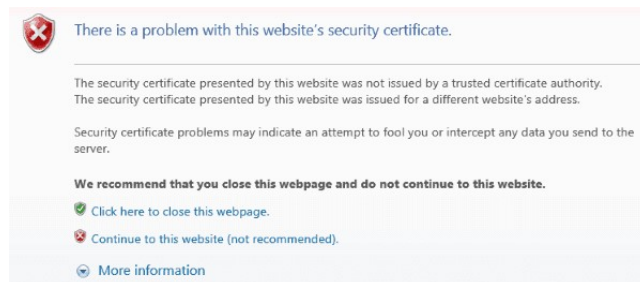 There is a problem with this website's security certificate.
The security certificate presented by this website was not issued by a trusted certificate authority.
The security certificate presented by this website was issued for a different website's address.
Security certificate problems may indicate an attempt to fool you or intercept any data you send to the
server.
We recommend that you close this webpage and do not continue to this website.
Click here to close this webpage.
Continue to this website (not recommended).
More information